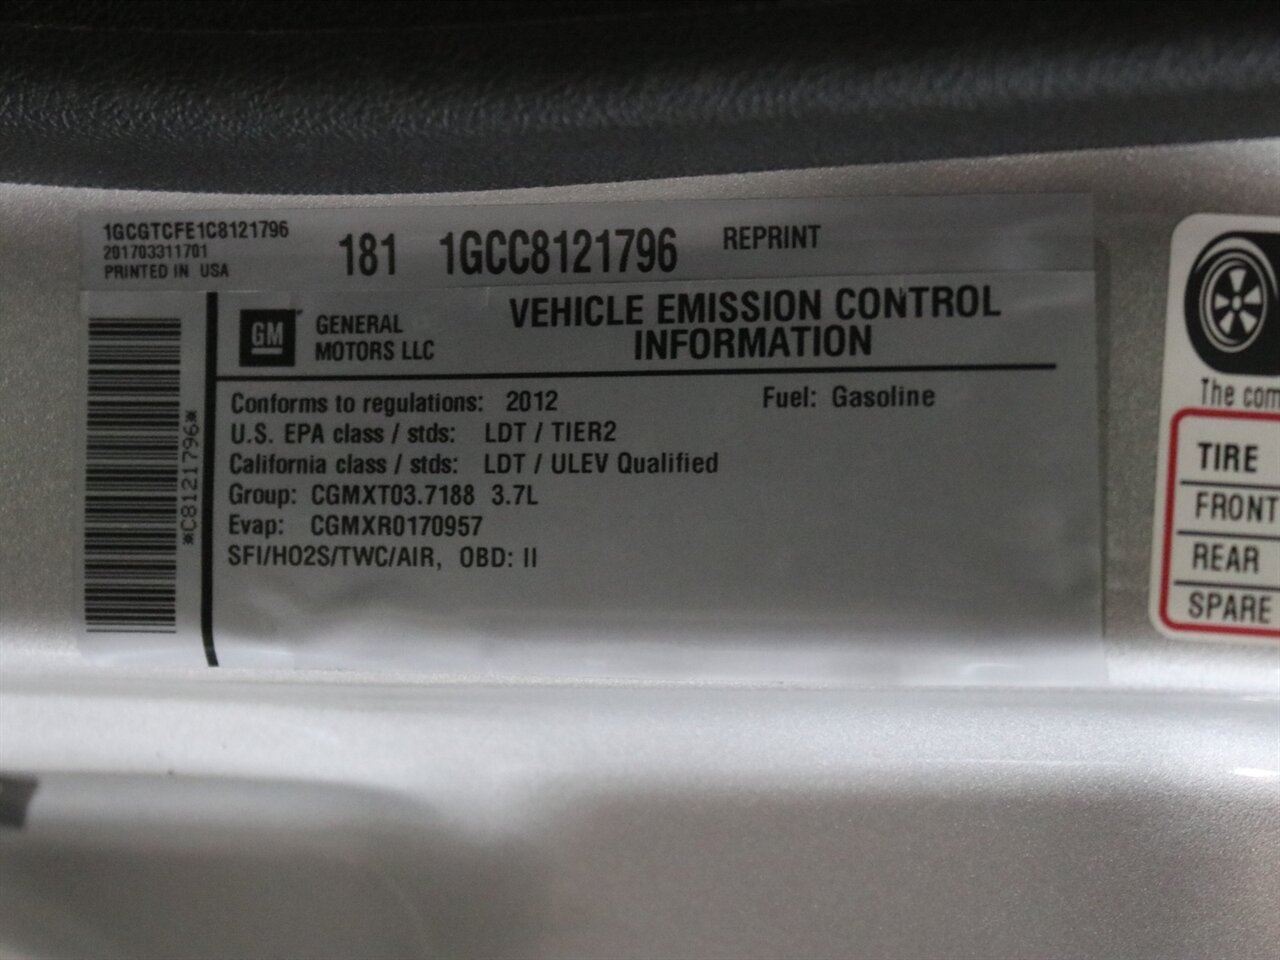 1GCGTCFE1C8121796
201703311701
PRINTED IN USA
181 1GCC8121796 REPRINT
GM
GENERAL
MOTORS LLC
VEHICLE EMISSION CONTROL
INFORMATION
*C8121796*
Conforms to regulations: 2012 Fuel: Gasoline
U.S. EPA class / stds: LDT / TIER2
California class / stds: LDT / ULEV Qualified
Group: CGMXT03.7188 3.7L
Evap: CGMXR0170957
SFI/HO2S/TWC/AIR, OBD: II
The com
TIRE
FRONT
REAR
SPARE